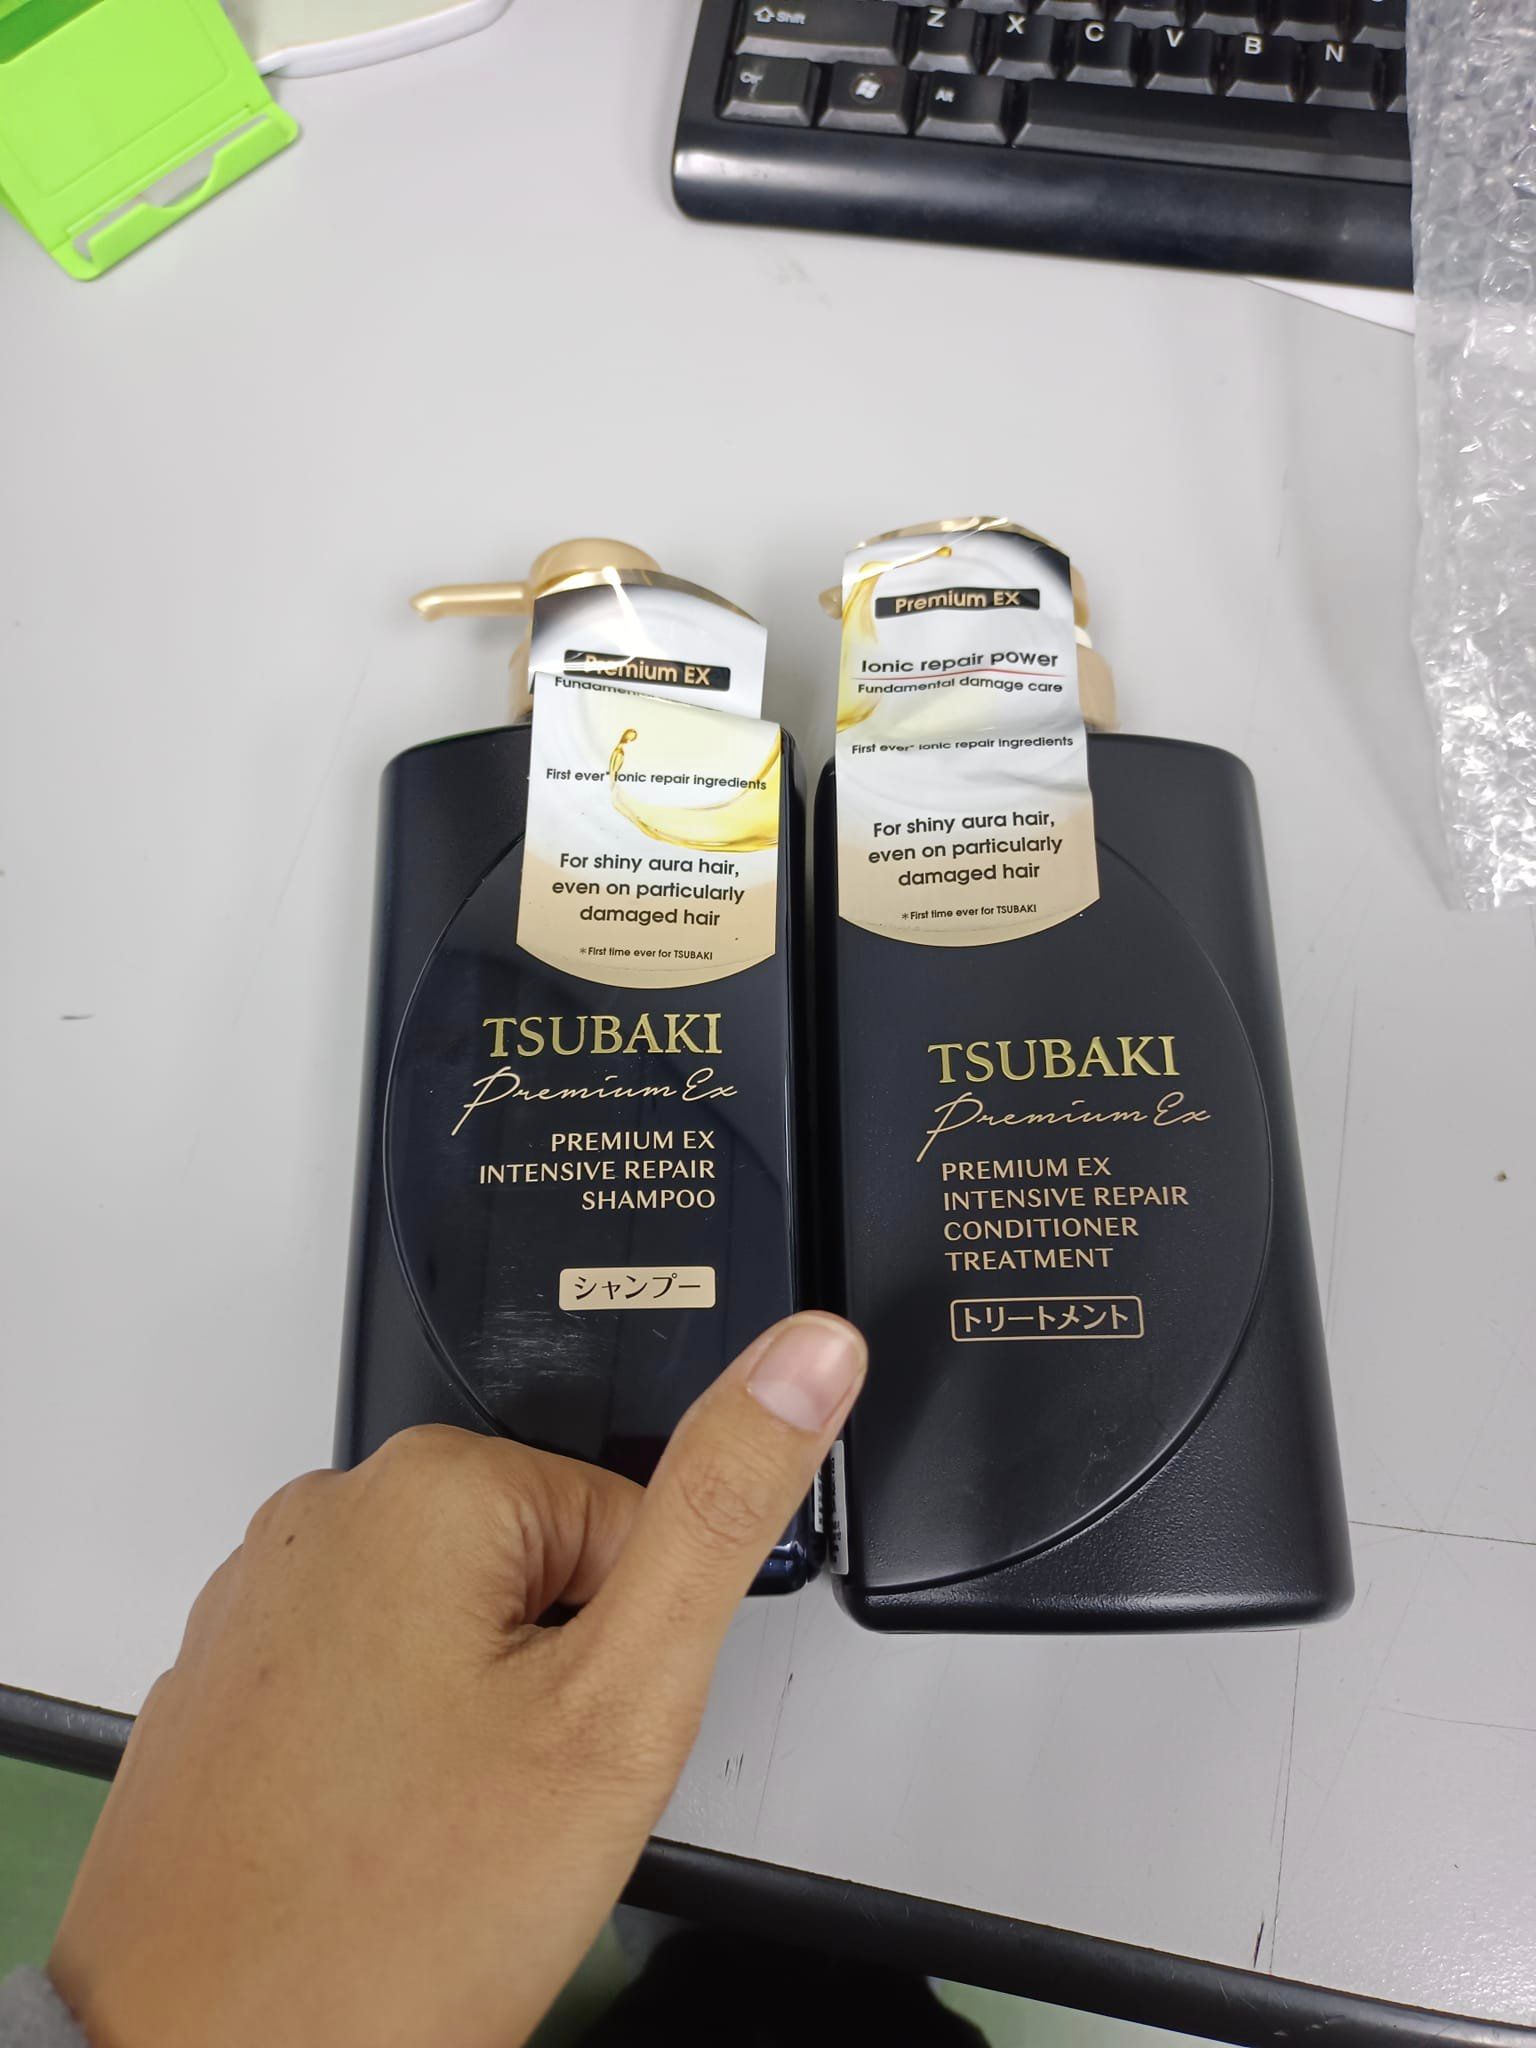 Shift
Z
X
C
V
B
N
Alt
Premium EX
First ever* Ionic repair ingredients
For shiny aura hair,
even on particularly
damaged hair
*First time ever for TSUBAKI
TSUBAKI
Premium Ex
PREMIUM EX
INTENSIVE REPAIR
SHAMPOO
シャンプー
Premium EX
Ionic repair power
Fundamental damage care
First ever* Ionic repair ingredients
For shiny aura hair,
even on particularly
damaged hair
*First time ever for TSUBAKI
TSUBAKI
Premium Ex
PREMIUM EX
INTENSIVE REPAIR
CONDITIONER
TREATMENT
トリートメント